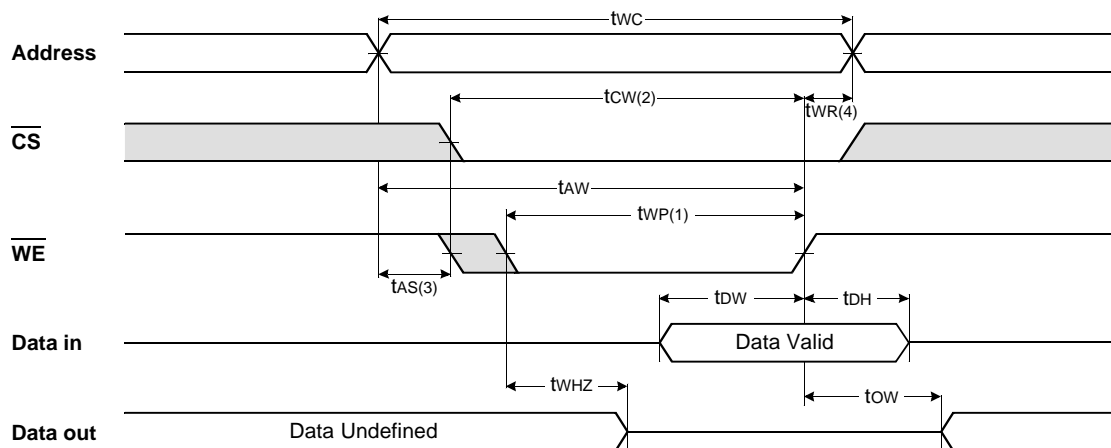 tWC
Address
tCW(2)
tWR(4)
CS
tAW
tWP(1)
WE
tAS(3)
tDW
tDH
Data in
Data Valid
tWHZ
tOW
Data out
Data Undefined